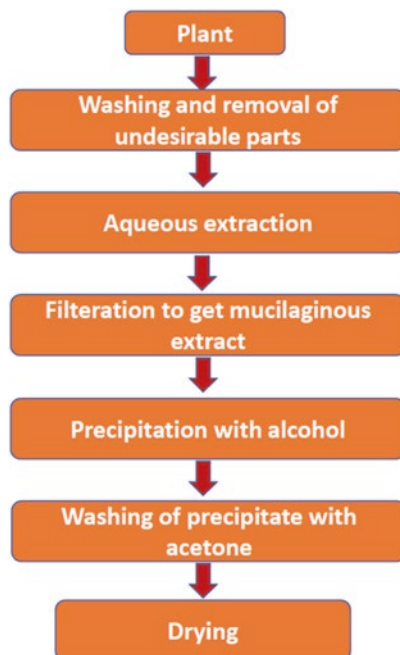 Plant
Washing and removal of
undesirable parts
Aqueous extraction
Filteration to get mucilaginous
extract
Precipitation with alcohol
Washing of precipitate with
acetone
Drying